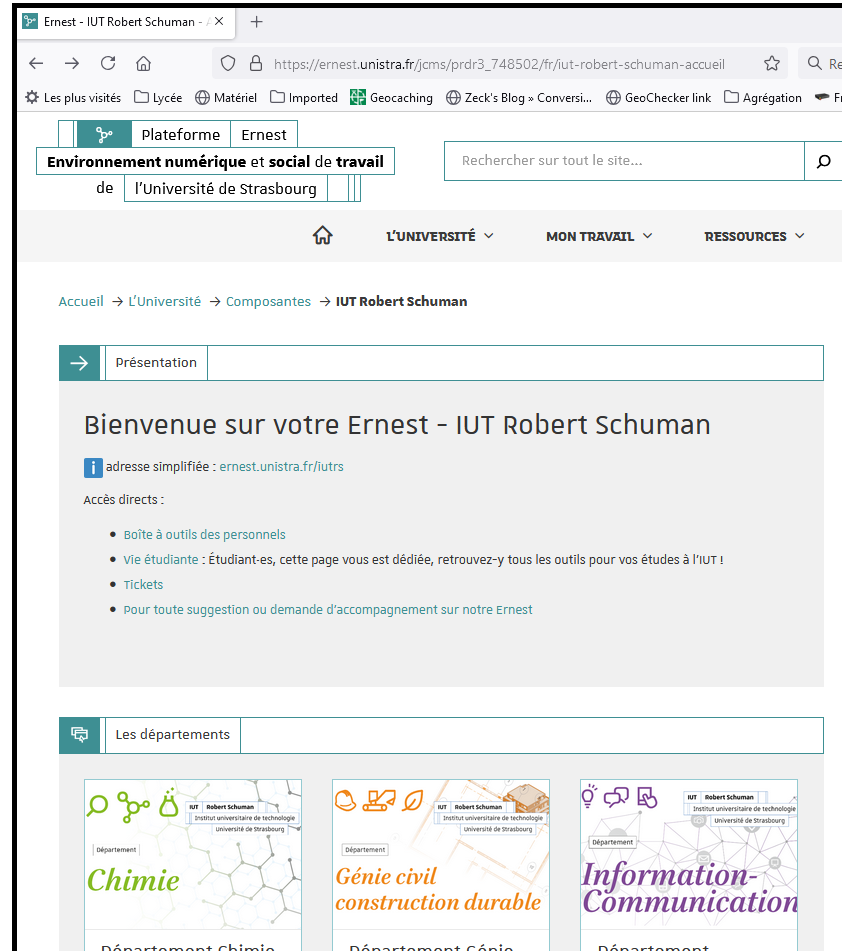 Ernest - IUT Robert Schuman -
https://ernest.unistra.fr/jcms/prdr3_748502/fr/iut-robert-schuman-accueil
Les plus visités Lycée Matériel Imported Geocaching Zeck's Blog » Conversi... GeoChecker link Agrégation
Plateforme Ernest
Environnement numérique et social de travail
de l'Université de Strasbourg
Rechercher sur tout le site...
L'UNIVERSITÉ MON TRAVAIL RESSOURCES
Accueil → L'Université → Composantes → IUT Robert Schuman
Présentation
Bienvenue sur votre Ernest - IUT Robert Schuman
i adresse simplifiée : ernest.unistra.fr/iutrs
Accès directs :
• Boîte à outils des personnels
• Vie étudiante : Étudiant·es, cette page vous est dédiée, retrouvez-y tous les outils pour vos études à l'IUT !
• Tickets
• Pour toute suggestion ou demande d'accompagnement sur notre Ernest
Les départements
IUT Robert Schuman
Institut universitaire de technologie
Université de Strasbourg
Département
Chimie
Département Chimie
IUT Robert Schuman
Institut universitaire de technologie
Université de Strasbourg
Département
Génie civil
construction durable
Département Génie
IUT Robert Schuman
Institut universitaire de technologie
Université de Strasbourg
Département
Information-
Communication
Département